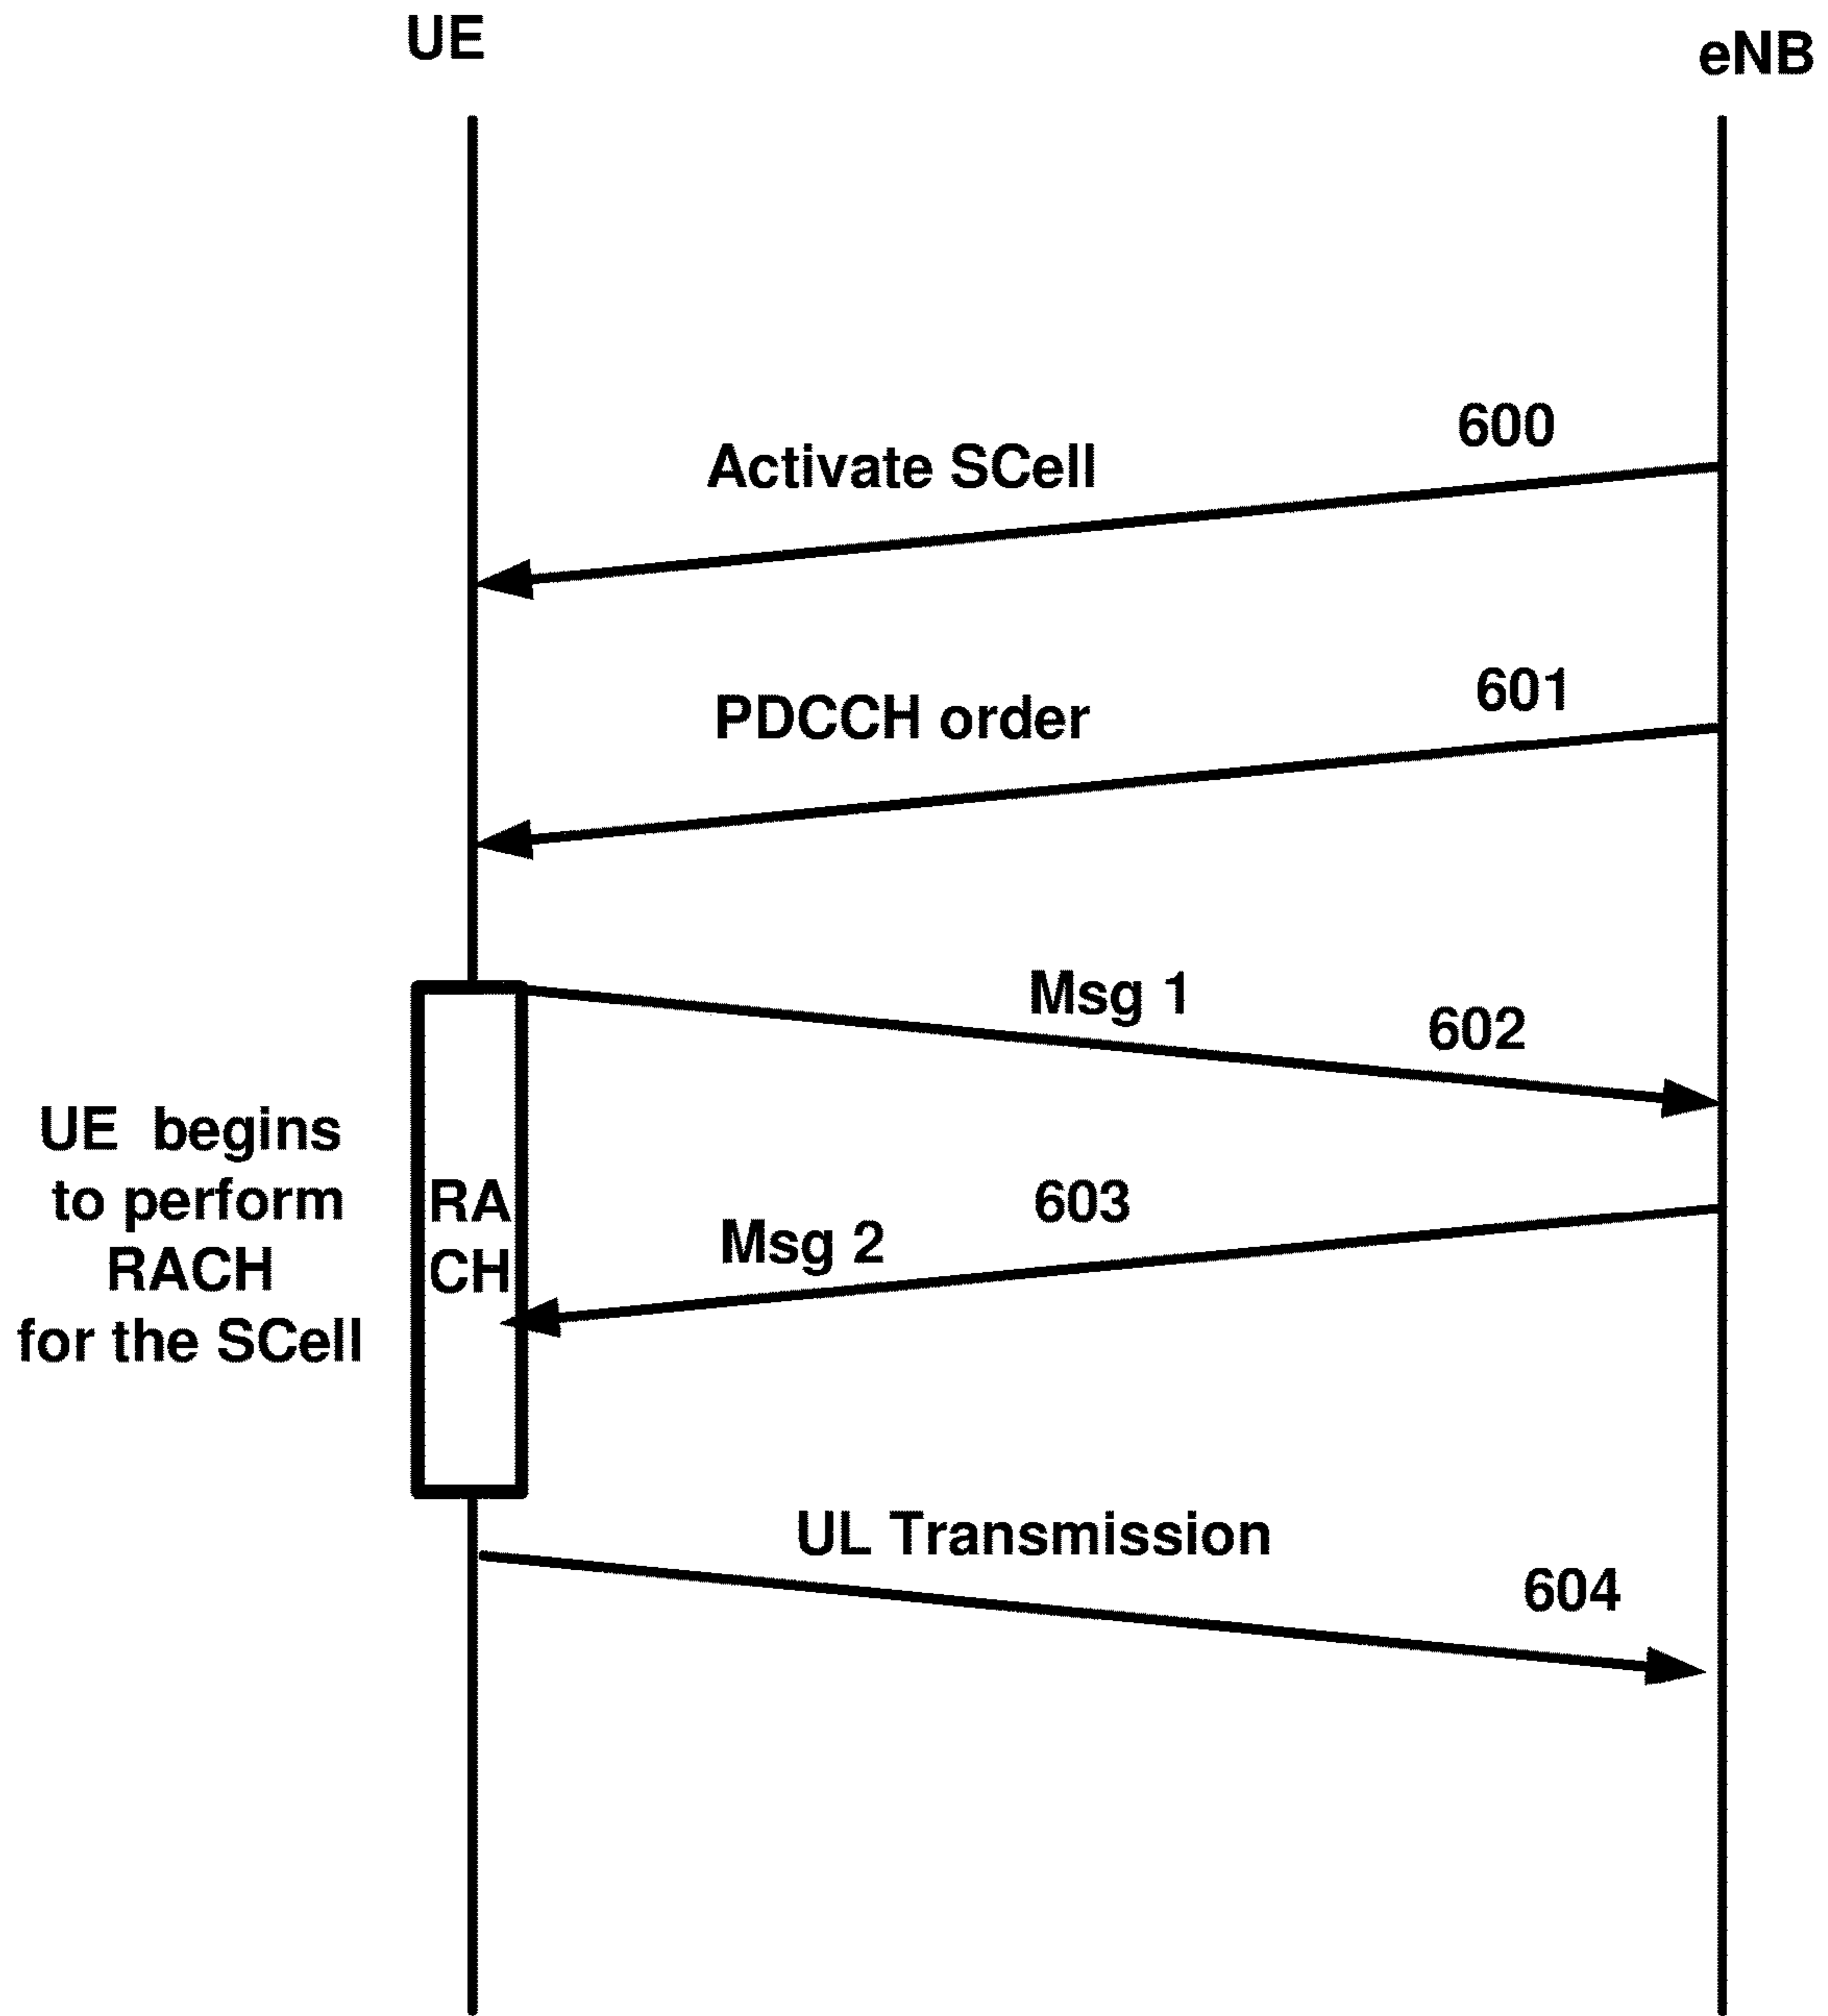 UE
eNB
600
Activate SCell
601
PDCCH order
Msg 1
602
UE begins
to perform
RACH
for the SCell
RA
CH
603
Msg 2
UL Transmission
604